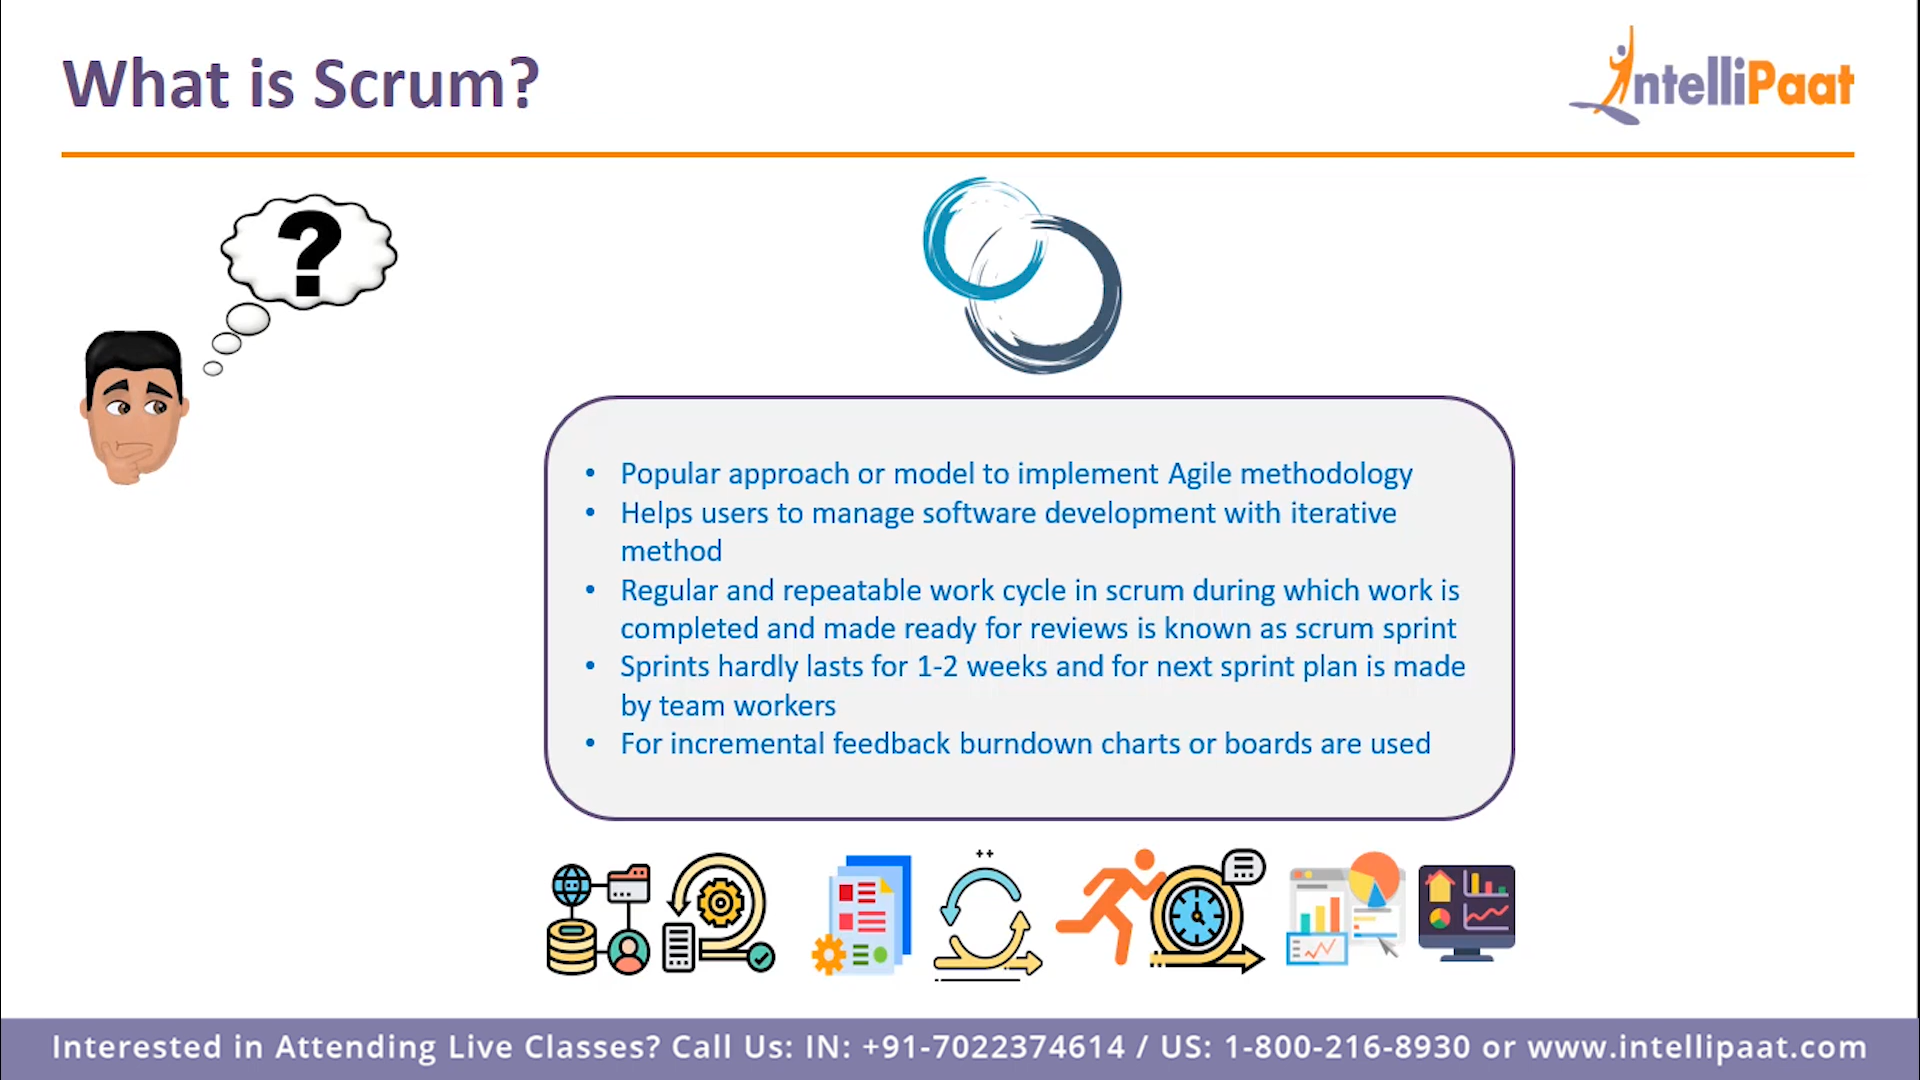 What is Scrum?
IntelliPaat
?
• Popular approach or model to implement Agile methodology
• Helps users to manage software development with iterative
method
• Regular and repeatable work cycle in scrum during which work is
completed and made ready for reviews is known as scrum sprint
• Sprints hardly lasts for 1-2 weeks and for next sprint plan is made
by team workers
• For incremental feedback burndown charts or boards are used
++
Interested in Attending Live Classes? Call Us: IN: +91-7022374614 / US: 1-800-216-8930 or www.intellipaat.com